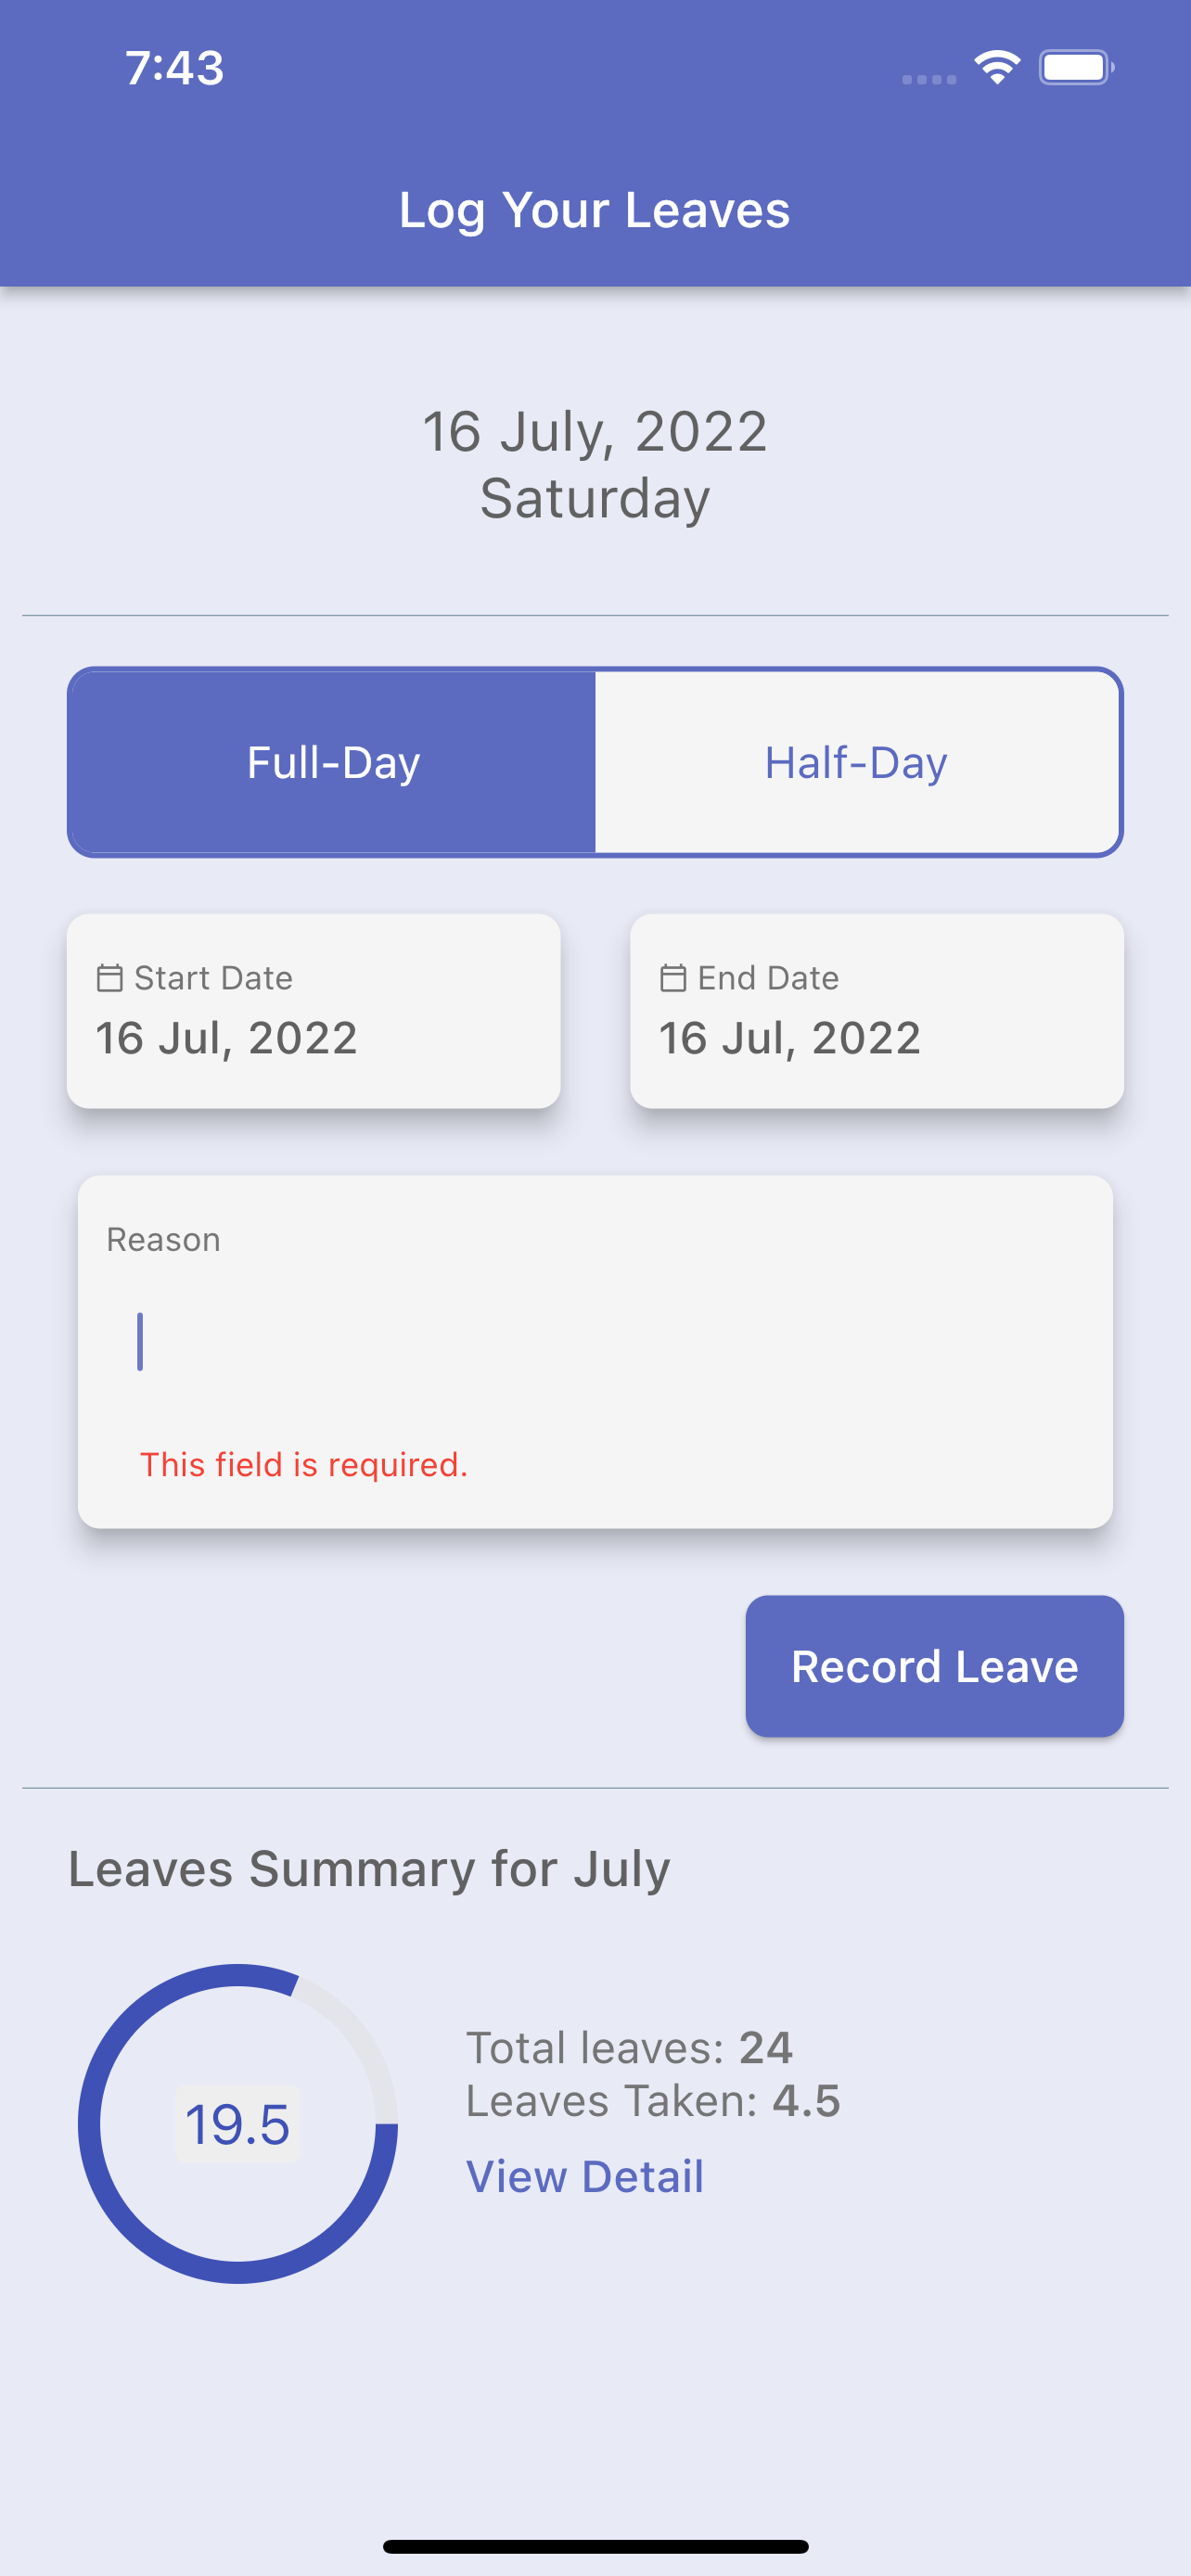 7:43
Log Your Leaves
16 July, 2022
Saturday
Full-Day
Half-Day
Start Date
16 Jul, 2022
End Date
16 Jul, 2022
Reason
This field is required.
Record Leave
Leaves Summary for July
19.5
Total leaves: 24
Leaves Taken: 4.5
View Detail